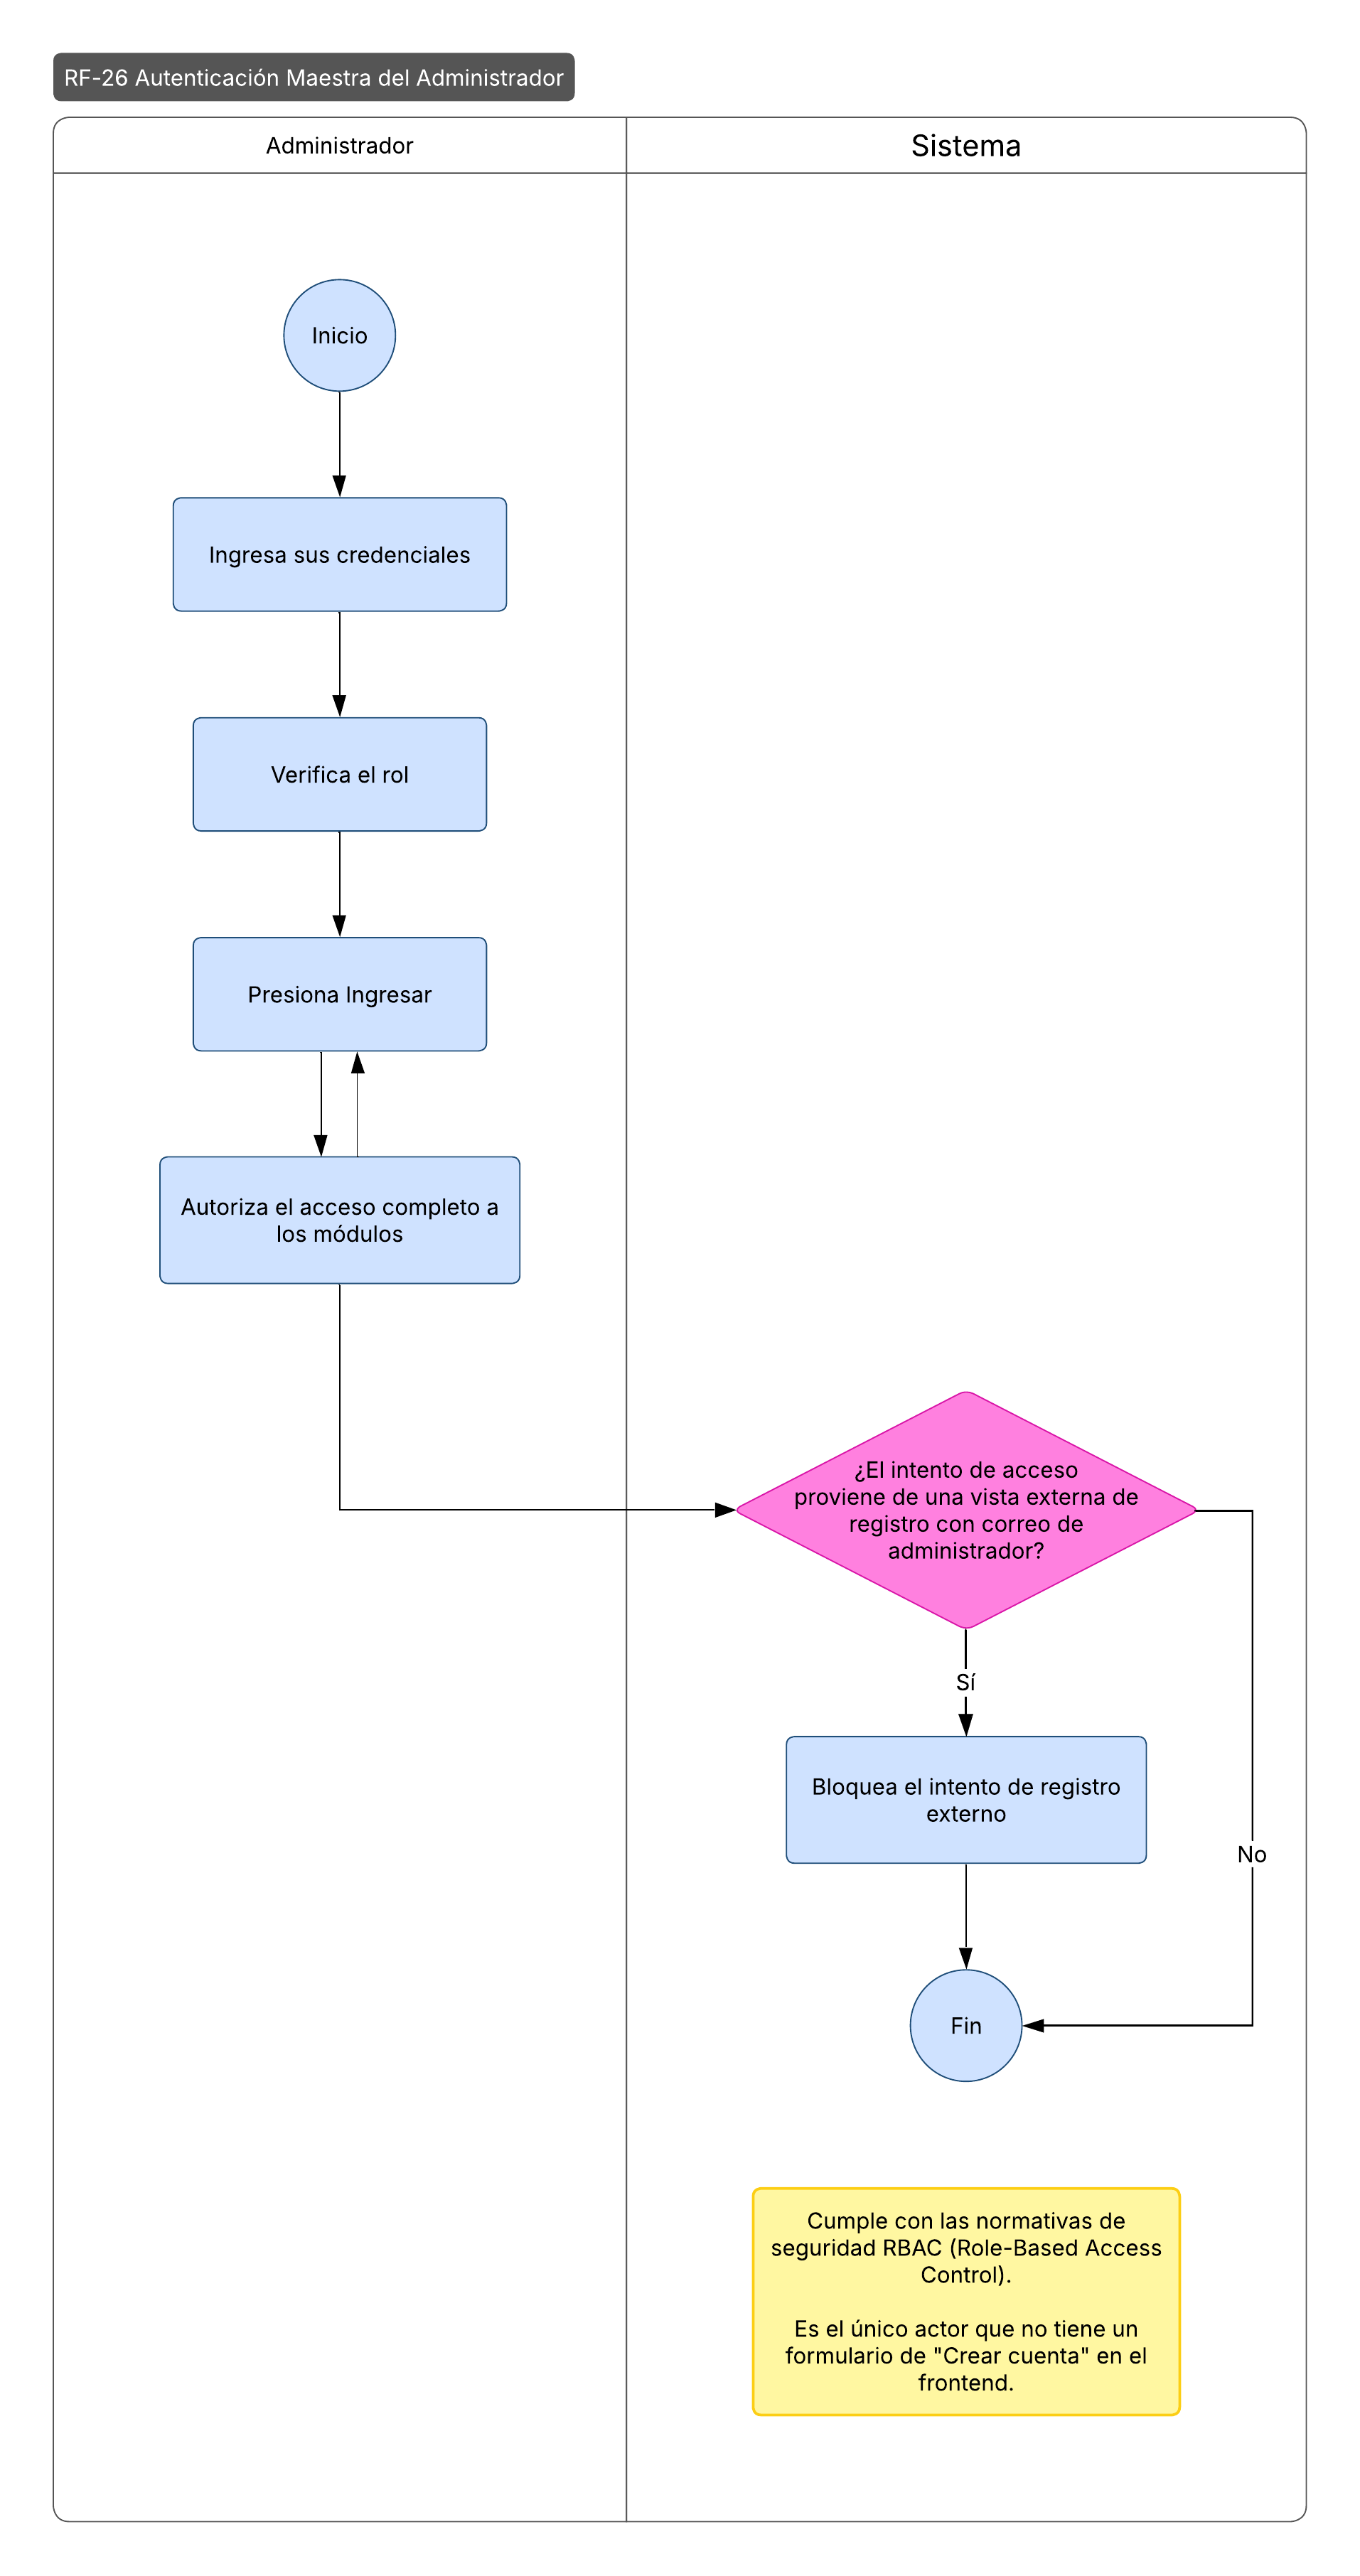 RF-26 Autenticación Maestra del Administrador
Administrador
Sistema
Inicio
Ingresa sus credenciales
Verifica el rol
Presiona Ingresar
Autoriza el acceso completo a
los módulos
¿El intento de acceso
proviene de una vista externa de
registro con correo de
administrador?
Sí
Bloquea el intento de registro
externo
No
Fin
Cumple con las normativas de
seguridad RBAC (Role-Based Access
Control).
Es el único actor que no tiene un
formulario de "Crear cuenta" en el
frontend.